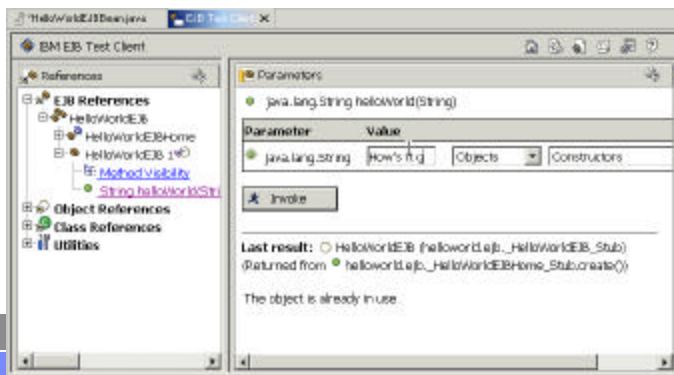 *HelloWorldEJBBean.java
EJB Test Client
IBM EJB Test Client
References
EJB References
HelloWorldEJB
HelloWorldEJBHome
HelloWorldEJB 1
Method Visibility
String helloWorld(Stri
Object References
Class References
Utilities
Parameters
java.lang.String helloWorld(String)
Parameter Value
java.lang.String How's it g Objects Constructors
Invoke
Last result: HelloWorldEJB (helloworld.ejb._HelloWorldEJB_Stub)
(Returned from helloworld.ejb._HelloWorldEJBHome_Stub.create())
The object is already in use